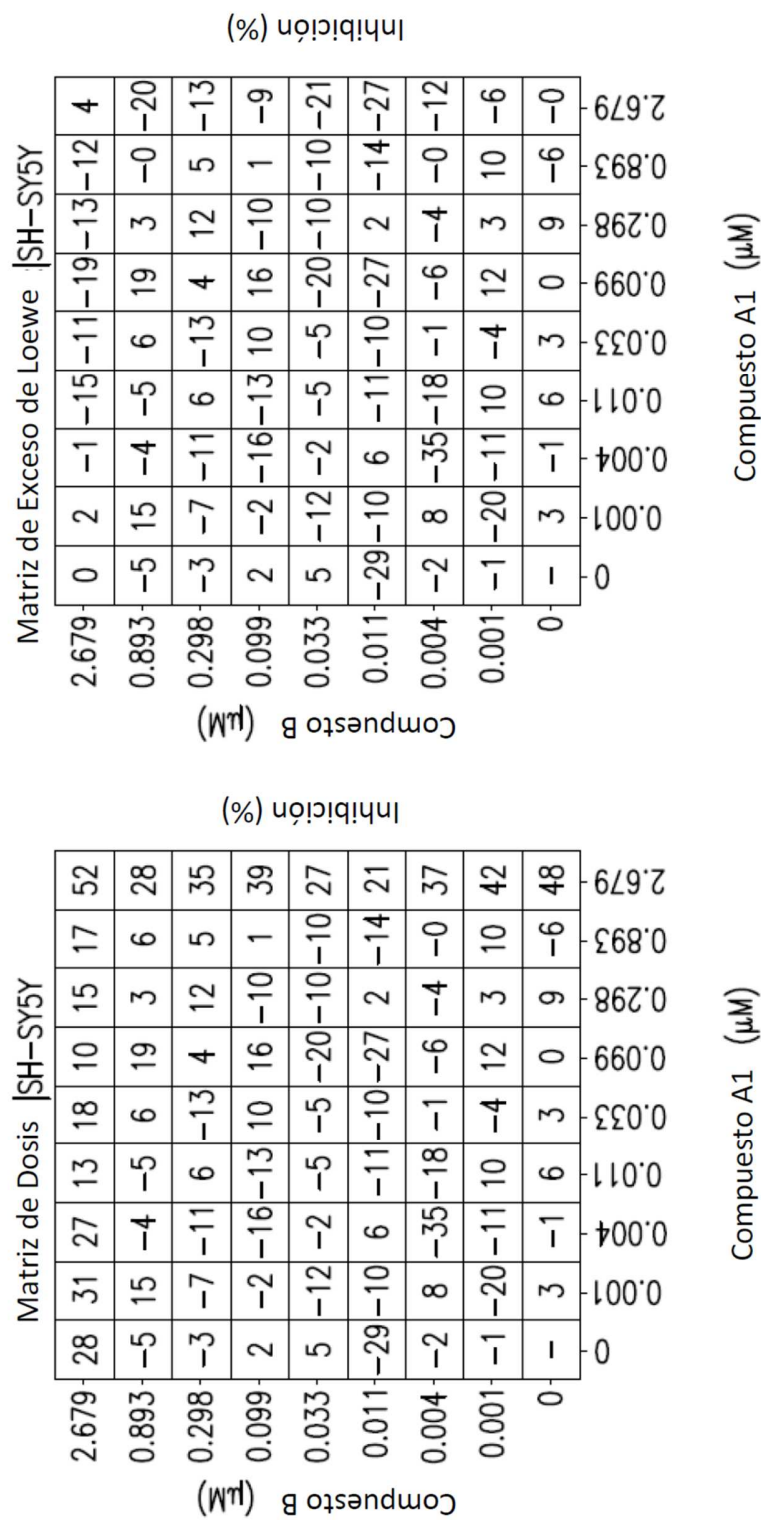 Matriz de Dosis SH-SY5Y
Compuesto B (μM)
2.679 28 31 27 13 18 10 15 17 52
0.893 −5 15 −4 −5 6 19 3 6 28
0.298 −3 −7 −11 6 −13 4 12 5 35
0.099 2 −2 −16 −13 10 16 −10 1 39
0.033 5 −12 −2 −5 −5 −20 −10 −10 27
0.011 −29 −10 6 −11 −10 −27 2 −14 21
0.004 −2 8 −35 −18 −1 −6 −4 −0 37
0.001 −1 −20 −11 10 −4 12 3 10 42
0 – 3 −1 9 3 0 9 −6 48
0 0.001 0.004 0.011 0.033 0.099 0.298 0.893 2.679
Compuesto A1 (μM)
Inhibición (%)
Matriz de Exceso de Loewe :SH-SY5Y
Compuesto B (μM)
2.679 0 2 −1 −15 −11 −19 −13 −12 4
0.893 −5 15 −4 −5 6 19 3 −0 −20
0.298 −3 −7 −11 6 −13 4 12 5 −13
0.099 2 −2 −16 −13 10 16 −10 1 −9
0.033 5 −12 −2 −5 −5 −20 −10 −10 −21
0.011 −29 −10 6 −11 −10 −27 2 −14 −27
0.004 −2 8 −35 −18 −1 −6 −4 −0 −12
0.001 −1 −20 −11 10 −4 12 3 10 −6
0 – 3 −1 9 3 0 9 −6 −0
0 0.001 0.004 0.011 0.033 0.099 0.298 0.893 2.679
Compuesto A1 (μM)
Inhibición (%)